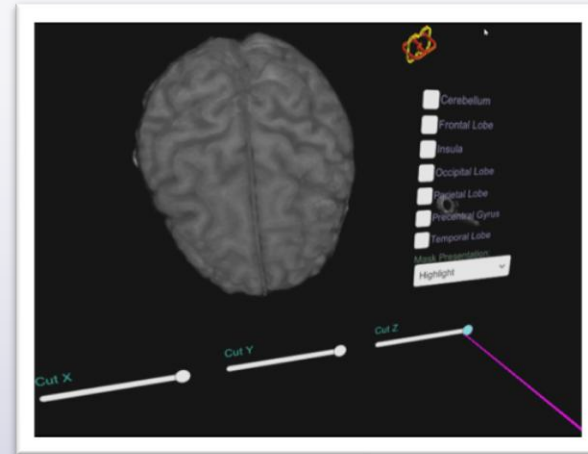 Cerebellum
Frontal Lobe
Insula
Occipital Lobe
Parietal Lobe
Precentral Gyrus
Temporal Lobe
Mask Presentation
Highlight
Cut X
Cut Y
Cut Z